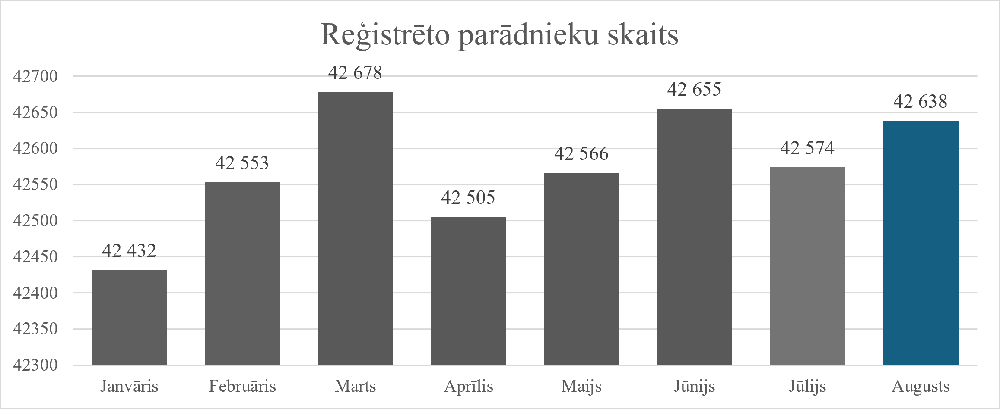 Reģistrēto parādnieku skaits
42700
42650
42600
42550
42500
42450
42400
42350
42300
42 432
42 553
42 678
42 505
42 566
42 655
42 574
42 638
Janvāris
Februāris
Marts
Aprīlis
Maijs
Jūnijs
Jūlijs
Augusts